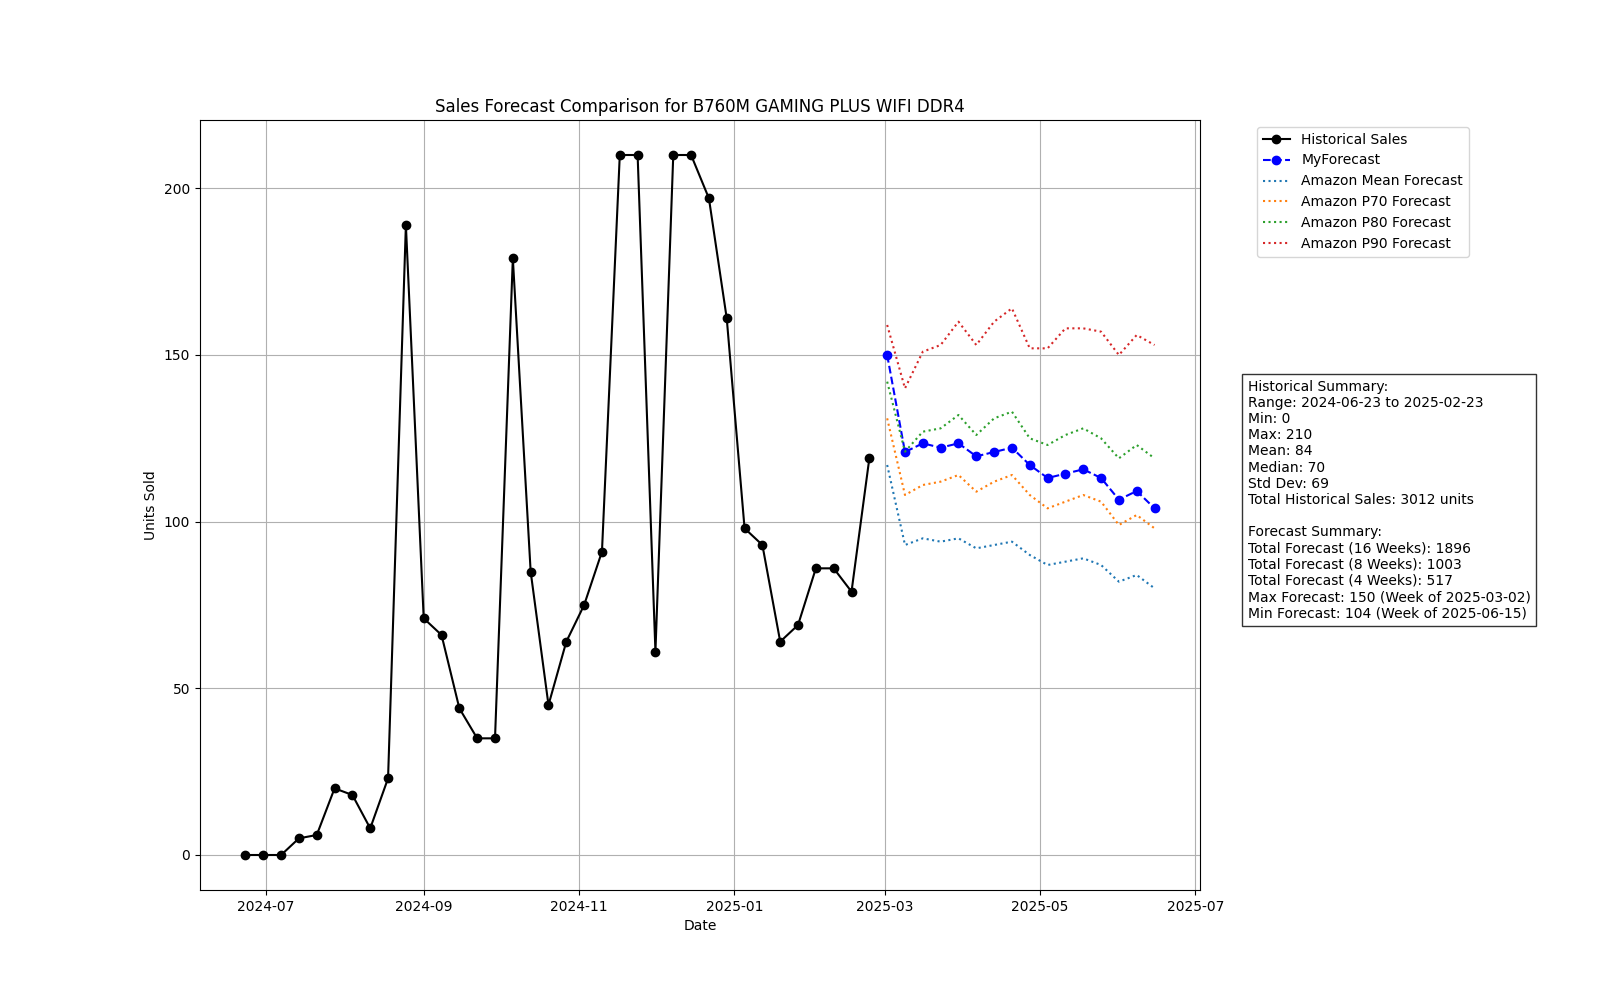 Sales Forecast Comparison for B760M GAMING PLUS WIFI DDR4
Units Sold
200
150
100
50
0
2024-07
2024-09
2024-11
2025-01
2025-03
2025-05
2025-07
Date
Historical Sales
MyForecast
Amazon Mean Forecast
Amazon P70 Forecast
Amazon P80 Forecast
Amazon P90 Forecast
Historical Summary:
Range: 2024-06-23 to 2025-02-23
Min: 0
Max: 210
Mean: 84
Median: 70
Std Dev: 69
Total Historical Sales: 3012 units
Forecast Summary:
Total Forecast (16 Weeks): 1896
Total Forecast (8 Weeks): 1003
Total Forecast (4 Weeks): 517
Max Forecast: 150 (Week of 2025-03-02)
Min Forecast: 104 (Week of 2025-06-15)